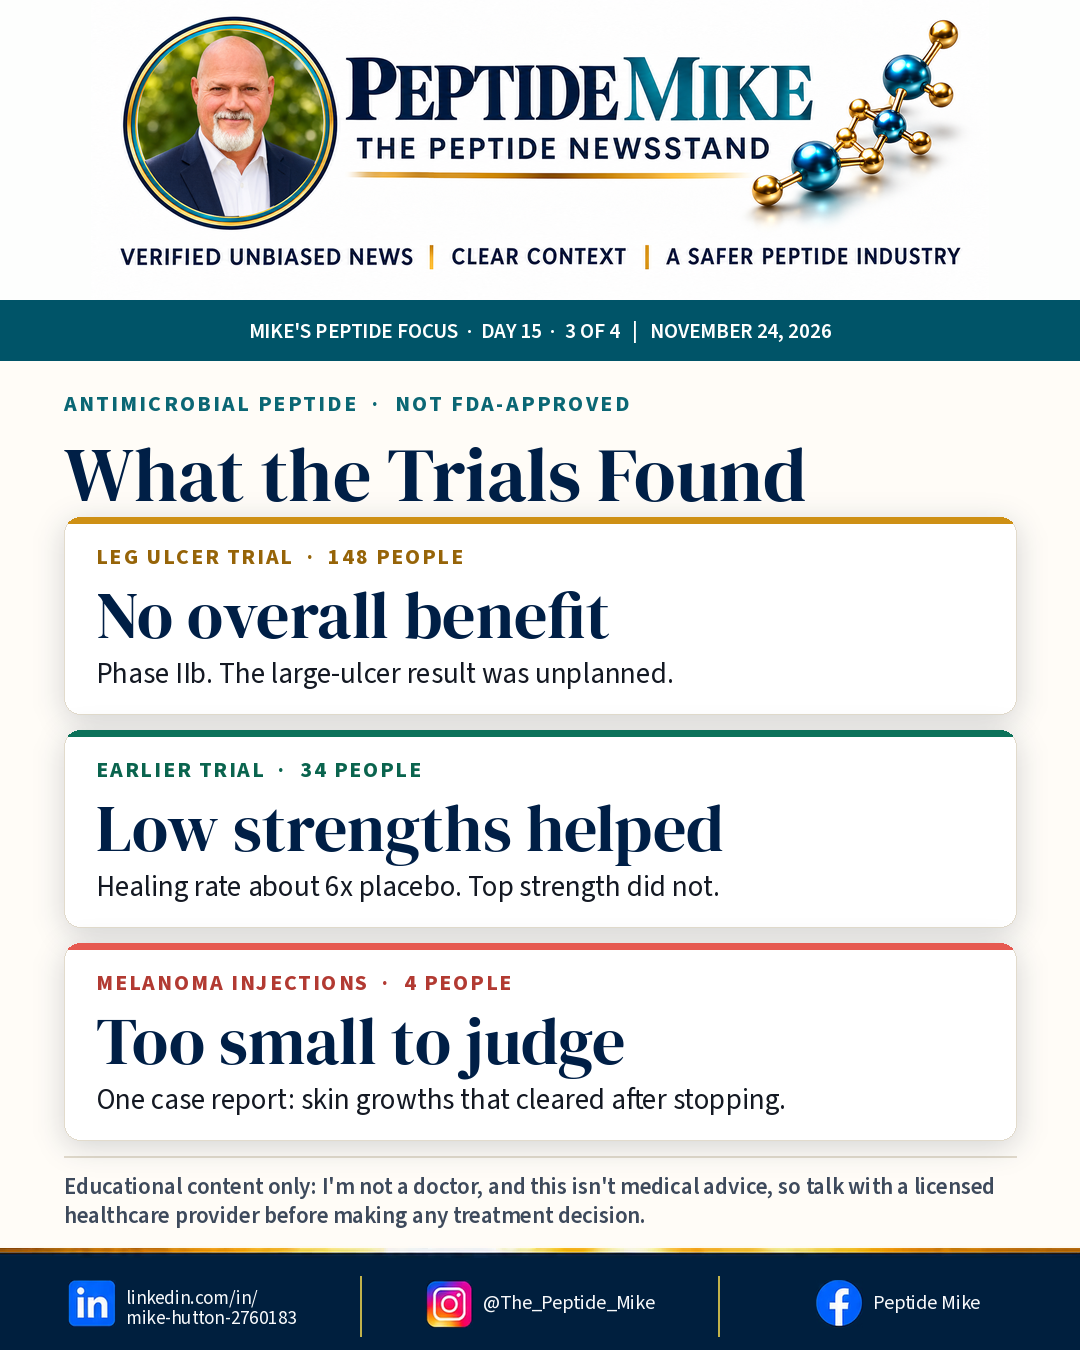 PEPTIDEMIKE
THE PEPTIDE NEWSSTAND
VERIFIED UNBIASED NEWS | CLEAR CONTEXT | A SAFER PEPTIDE INDUSTRY
MIKE'S PEPTIDE FOCUS · DAY 15 · 3 OF 4 | NOVEMBER 24, 2026
ANTIMICROBIAL PEPTIDE · NOT FDA-APPROVED
What the Trials Found
LEG ULCER TRIAL · 148 PEOPLE
No overall benefit
Phase IIb. The large-ulcer result was unplanned.
EARLIER TRIAL · 34 PEOPLE
Low strengths helped
Healing rate about 6x placebo. Top strength did not.
MELANOMA INJECTIONS · 4 PEOPLE
Too small to judge
One case report: skin growths that cleared after stopping.
Educational content only: I'm not a doctor, and this isn't medical advice, so talk with a licensed
healthcare provider before making any treatment decision.
linkedin.com/in/
mike-hutton-2760183
@The_Peptide_Mike
Peptide Mike